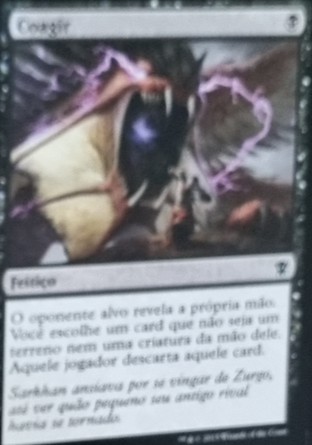 Coagir
Feitiço
O oponente alvo revela a própria mão.
Você escolhe um card que não seja um
terreno nem uma criatura da mão dele.
Aquele jogador descarta aquele card.
Sarkhan ansiava por se vingar de Zurgo,
até ver quão pequeno seu antigo rival
havia se tornado.